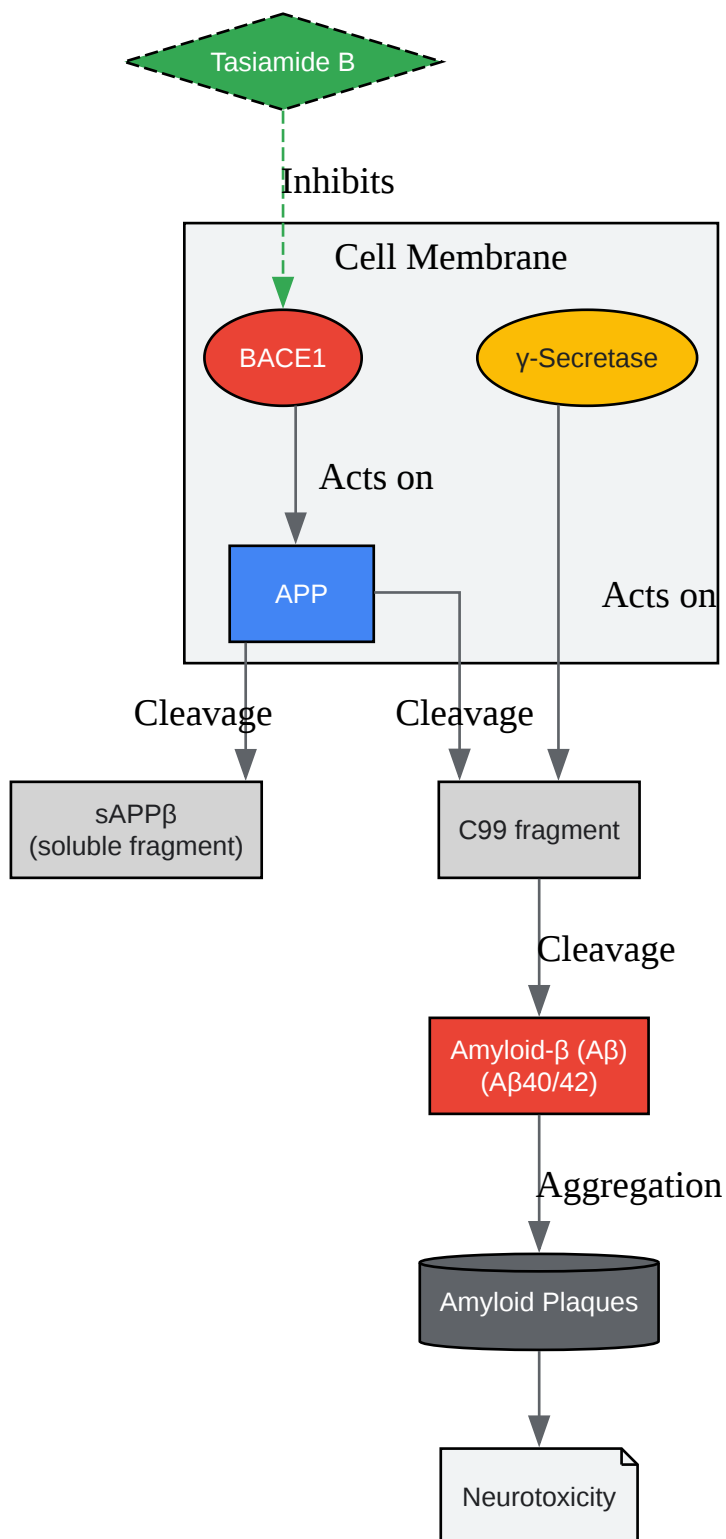 Tasiamide B
Inhibits
Cell Membrane
BACE1
γ-Secretase
Acts on
APP
Acts on
Cleavage
Cleavage
sAPPβ
(soluble fragment)
C99 fragment
Cleavage
Amyloid-β (Aβ)
(Aβ40/42)
Aggregation
Amyloid Plaques
Neurotoxicity